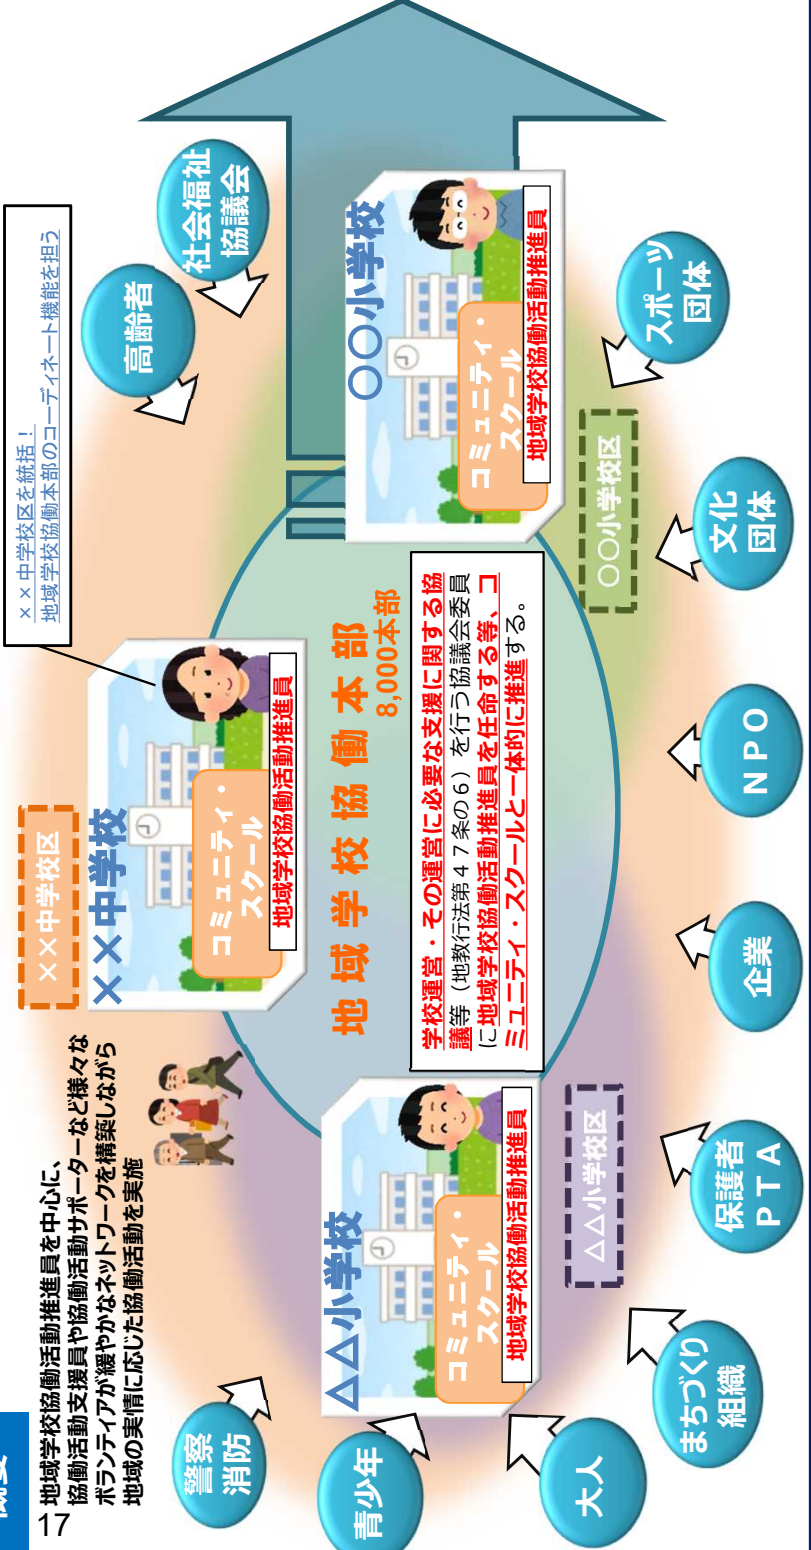 概要
地域学校協働活動推進員を中心に、
協働活動支援員や協働活動サポーターなど様々な
ボランティアが緩やかなネットワークを構築しながら
地域の実情に応じた協働活動を実施
××中学校区を統括！
地域学校協働本部のコーディネート機能を担う
××中学校区
××中学校
コミュニティ・
スクール
地域学校協働活動推進員
高齢者
社会福祉
協議会
警察
消防
青少年
大人
△△小学校
コミュニティ・
スクール
地域学校協働活動推進員
地域学校協働本部
8,000本部
学校運営・その運営に必要な支援に関する協
議等（地教行法第４７条の６）を行う協議会委員
に地域学校協働活動推進員を任命する等、コ
ミュニティ・スクールと一体的に推進する。
〇〇小学校
コミュニティ・
スクール
地域学校協働活動推進員
△△小学校区
〇〇小学校区
まちづくり
組織
保護者
ＰＴＡ
企業
ＮＰＯ
文化
団体
スポーツ
団体
17